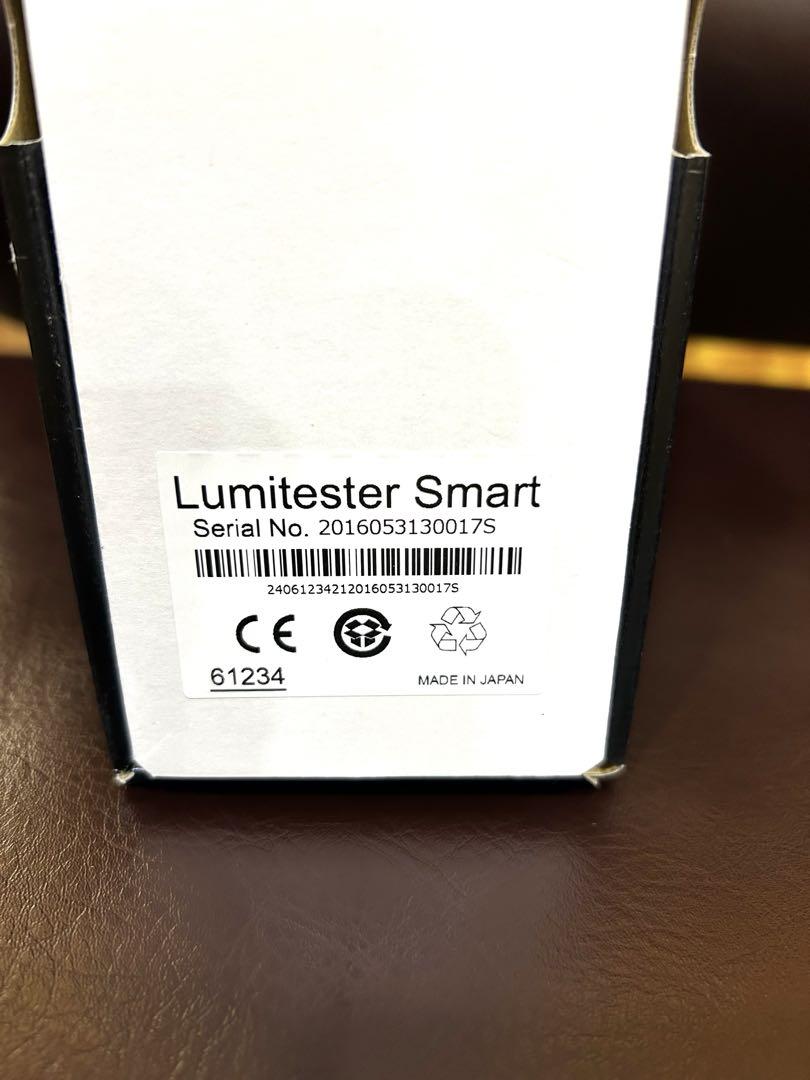 Lumitester Smart
Serial No. 2016053130017S
24061234212016053130017S
CE
61234
MADE IN JAPAN